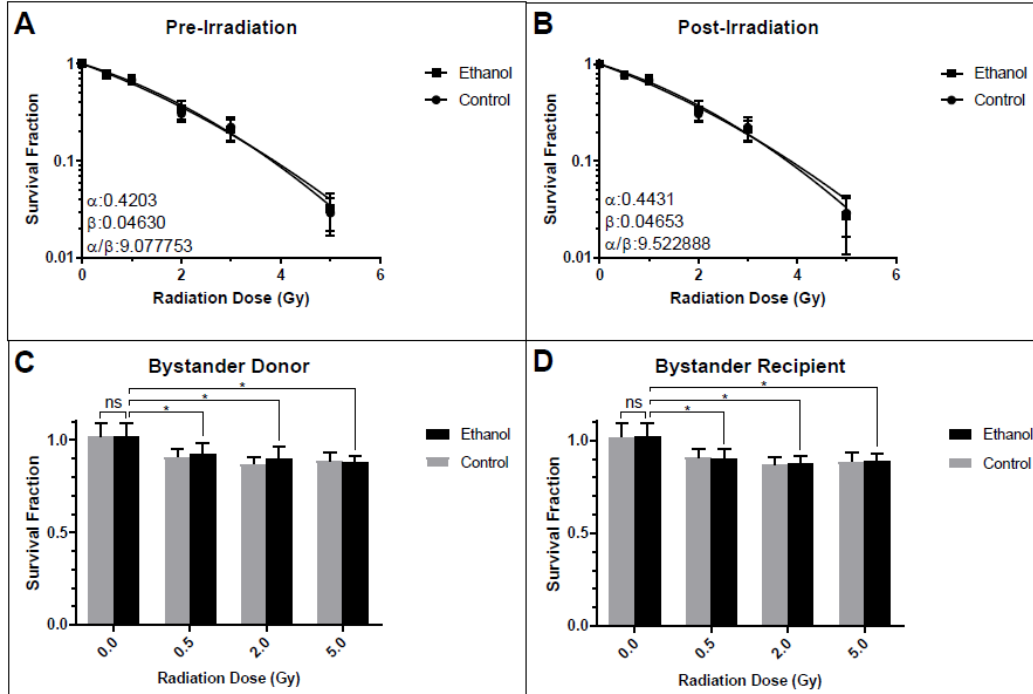 A
Pre-Irradiation
Survival Fraction
1
0.1
0.01
Ethanol
Control
α:0.4203
β:0.04630
α/β:9.077753
0 2 4 6
Radiation Dose (Gy)
B
Post-Irradiation
Survival Fraction
1
0.1
0.01
Ethanol
Control
α:0.4431
β:0.04653
α/β:9.522888
0 2 4 6
Radiation Dose (Gy)
C
Bystander Donor
*
*
ns *
Survival Fraction
1.0
0.5
0.0
Ethanol
Control
0.0 0.5 2.0 5.0
Radiation Dose (Gy)
D
Bystander Recipient
*
*
ns *
Survival Fraction
1.0
0.5
0.0
Ethanol
Control
0.0 0.5 2.0 5.0
Radiation Dose (Gy)